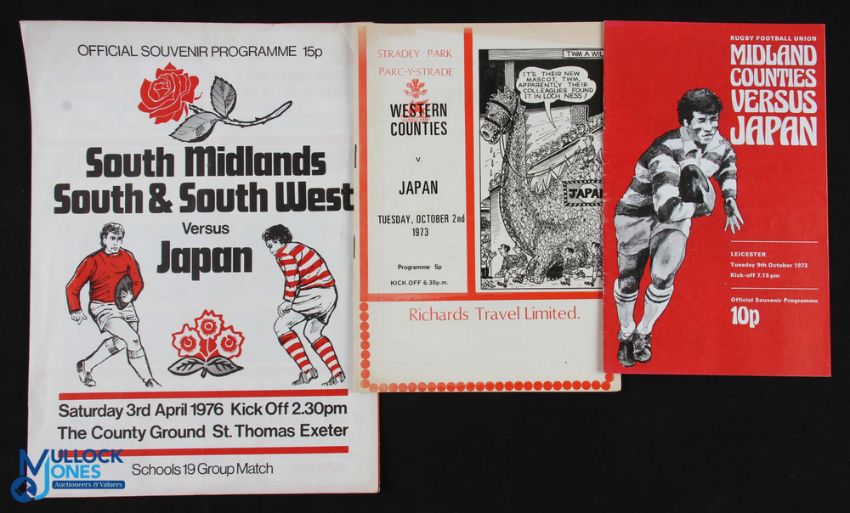 OFFICIAL SOUVENIR PROGRAMME 15p
South Midlands
South & South West
Versus
Japan
Saturday 3rd April 1976 Kick Off 2.30pm
The County Ground St. Thomas Exeter
Schools 19 Group Match
STRADEY PARK
PARC-Y-STRADE
WESTERN
COUNTIES
v.
JAPAN
TUESDAY, OCTOBER 2nd
1973
Programme 5p
KICK OFF 6.30p.m.
IT'S THEIR NEW
MASCOT, TWM.
APPARENTLY THEIR
COLLEAGUES FOUND
IT IN LOCH NESS!
JAPAN
Richards Travel Limited.
RUGBY FOOTBALL UNION
MIDLAND
COUNTIES
VERSUS
JAPAN
LEICESTER
Tuesday 9th October 1973
Kick-off 7.15 pm
Official Souvenir Programme
10p
MULLOCK
JONES
Auctioneers & Valuers